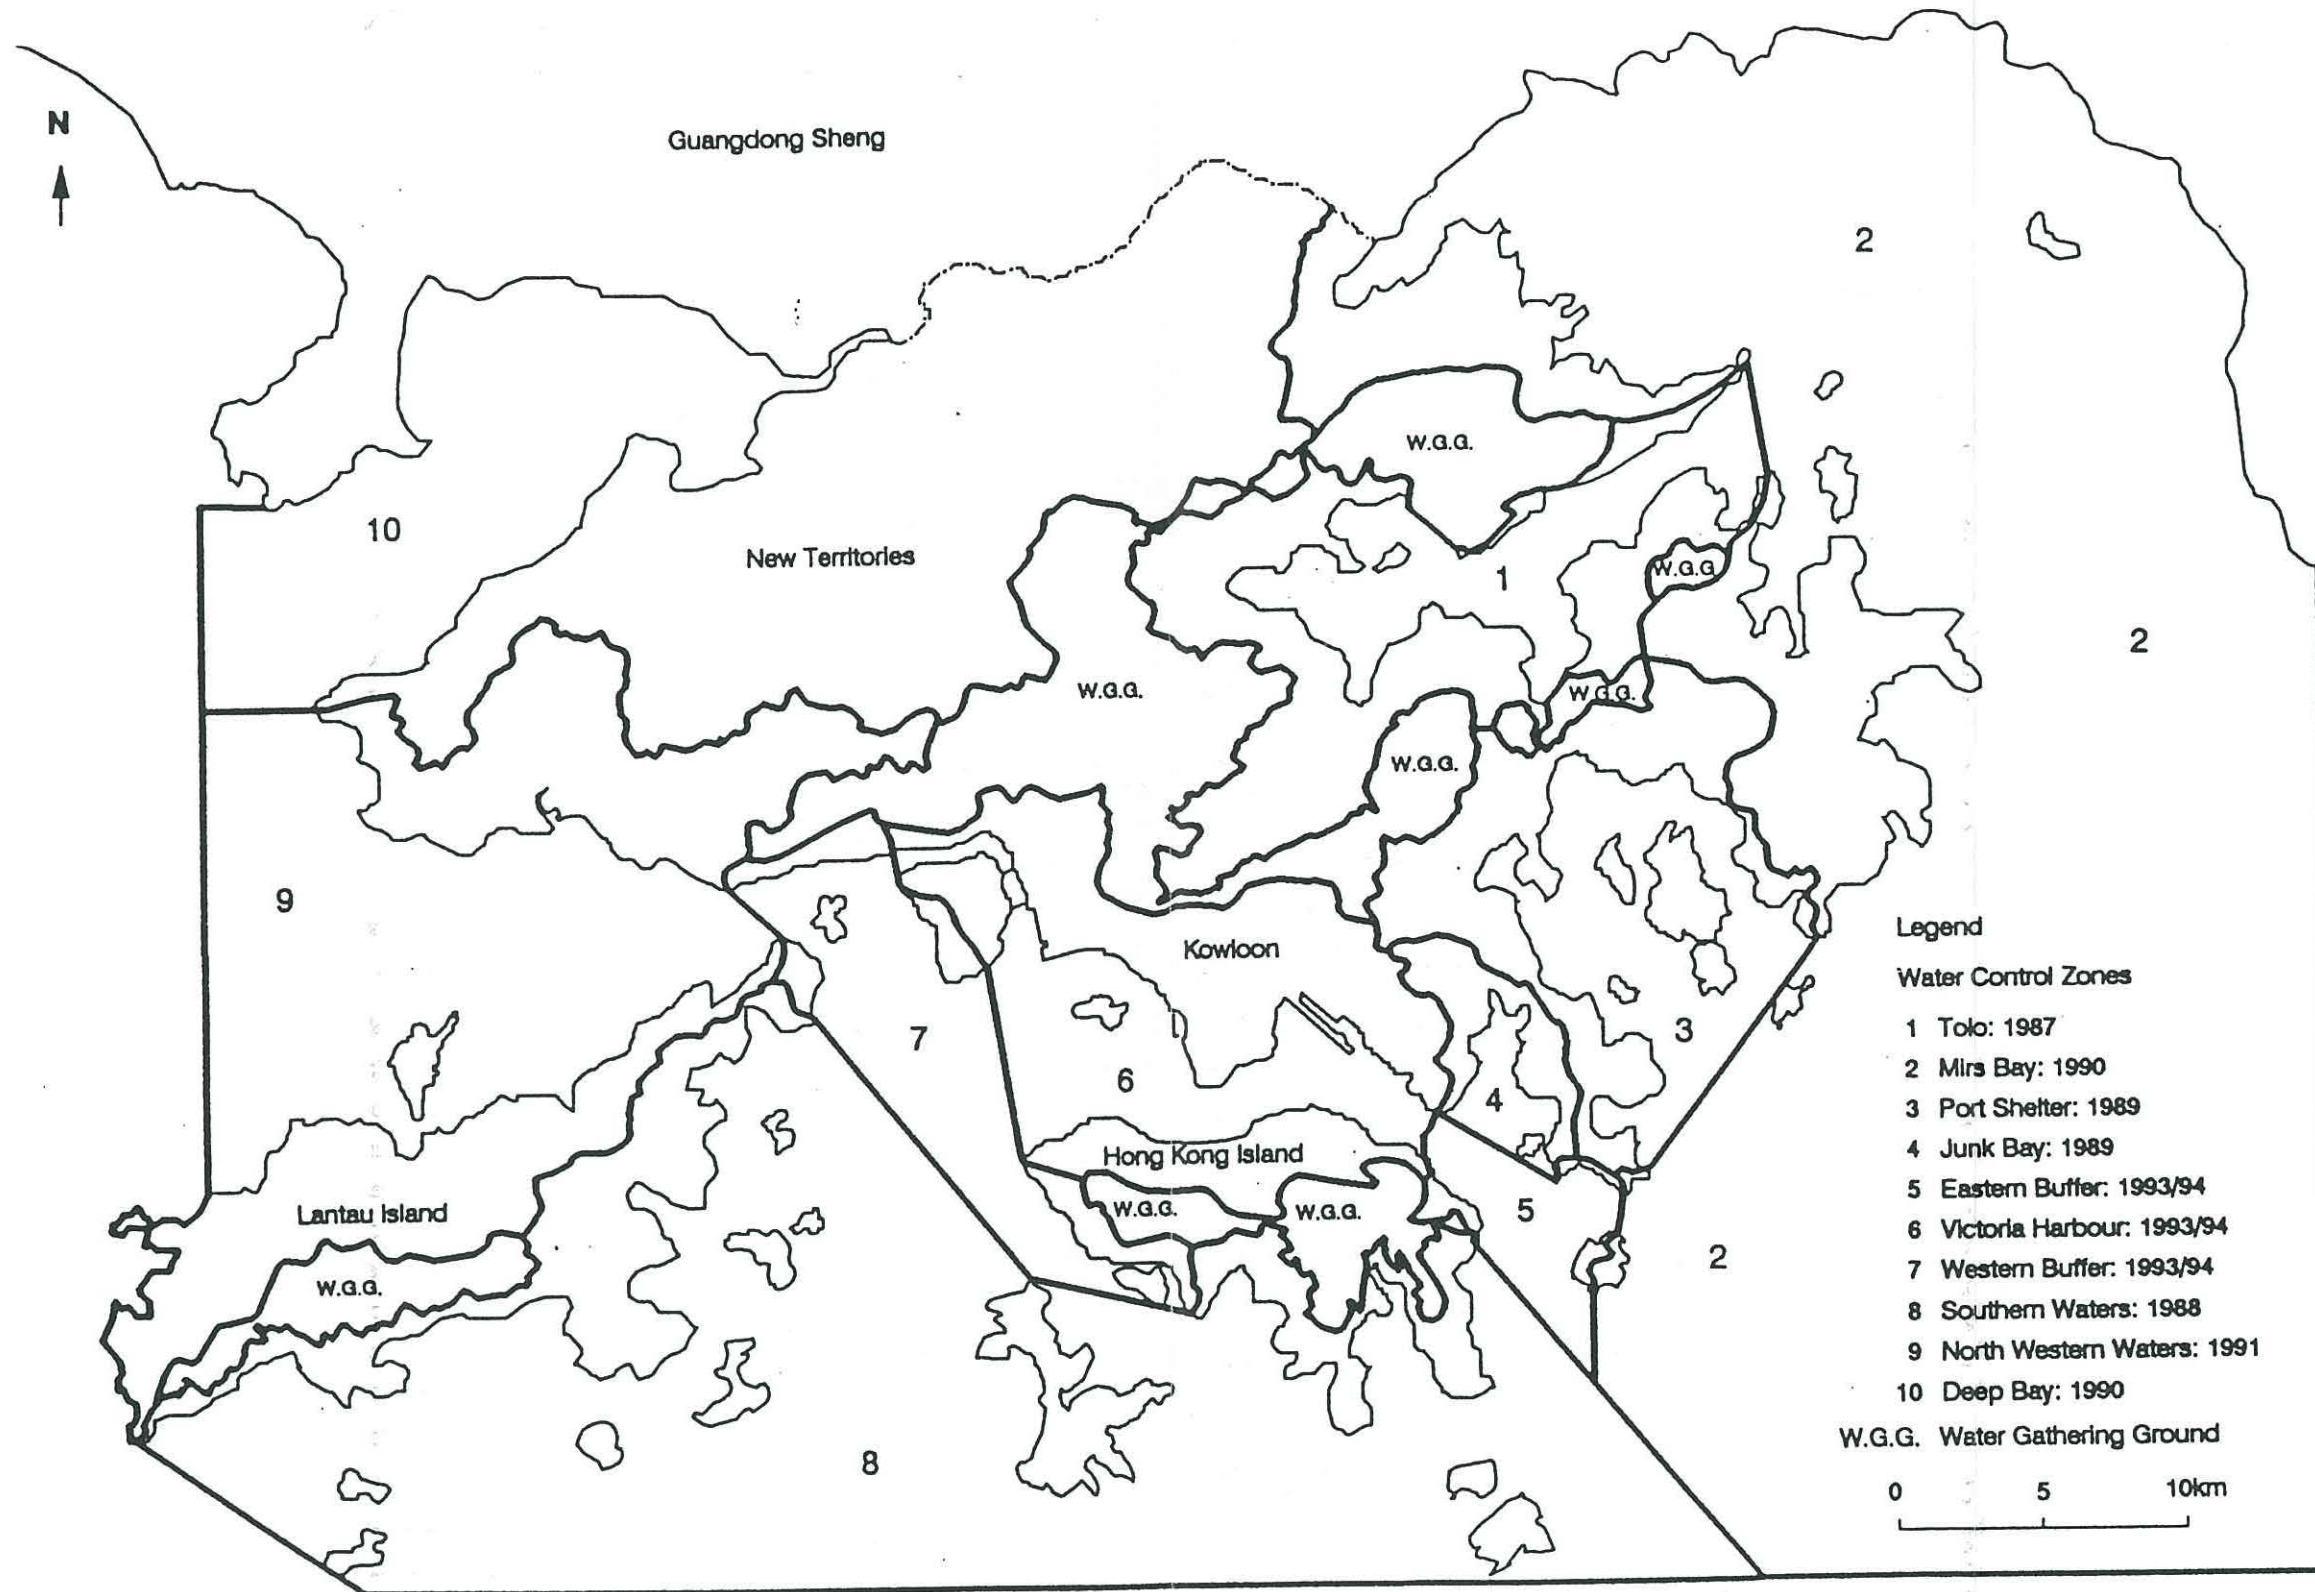 N
Guangdong Sheng
2
W.G.G.
10
New Territories
1
W.G.G
2
W.G.G.
W.G.G.
W.G.G.
9
Kowloon
7
6
3
4
Hong Kong Island
Lantau Island
W.G.G.
W.G.G.
5
2
W.G.G.
8
Legend
Water Control Zones
1 Tolo: 1987
2 Mirs Bay: 1990
3 Port Shelter: 1989
4 Junk Bay: 1989
5 Eastern Buffer: 1993/94
6 Victoria Harbour: 1993/94
7 Western Buffer: 1993/94
8 Southern Waters: 1988
9 North Western Waters: 1991
10 Deep Bay: 1990
W.G.G. Water Gathering Ground
0 5 10km